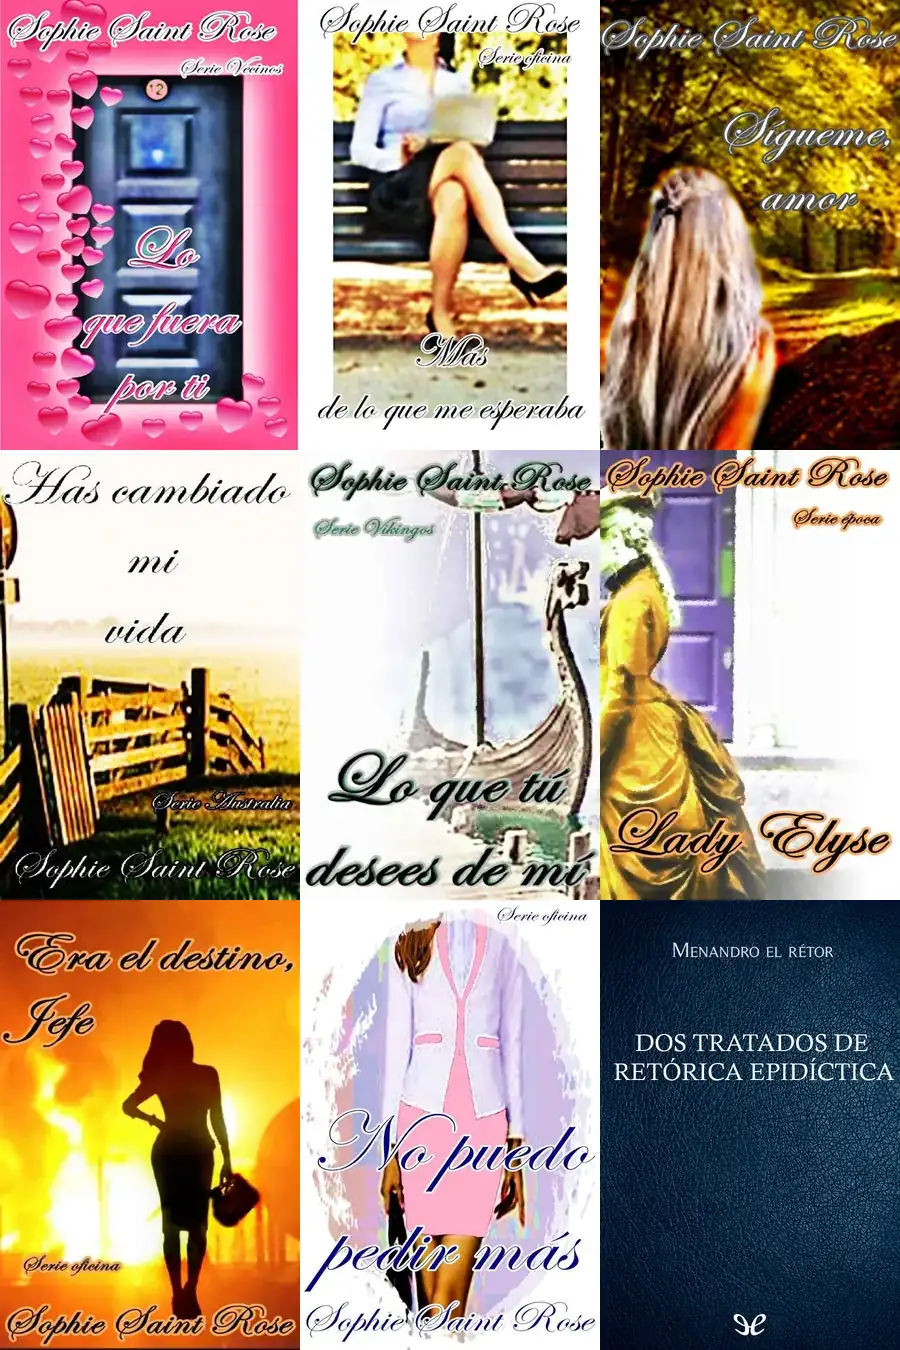 Sophie Saint Rose
Serie Vecinos
12
Lo
que fuera
por ti
Sophie Saint Rose
Serie oficina
Más
de lo que me esperaba
Sophie Saint Rose
Sígueme,
amor
Has cambiado
mi
vida
Serie Australia
Sophie Saint Rose
Sophie Saint Rose
Serie Vikingos
Lo que tú
desees de mí
Sophie Saint Rose
Serie época
Lady Elyse
Era el destino,
Jefe
Serie oficina
Sophie Saint Rose
Serie oficina
No puedo
pedir más
Sophie Saint Rose
MENANDRO EL RÉTOR
DOS TRATADOS DE
RETÓRICA EPIDÍCTICA